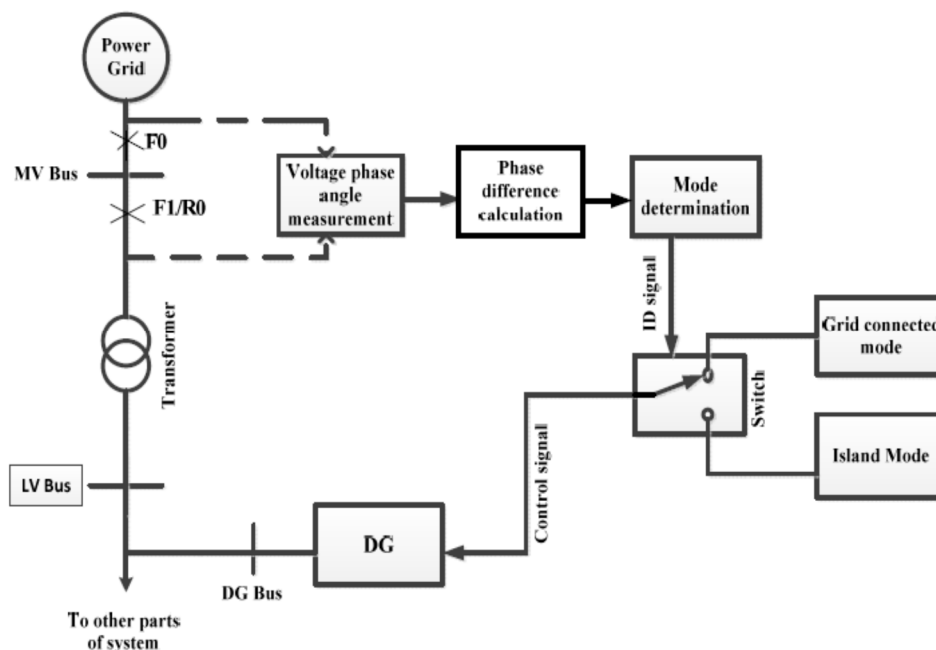 Power
Grid
F0
MV Bus
F1/R0
Voltage phase
angle
measurement
Phase
difference
calculation
Mode
determination
ID signal
Transformer
Grid connected
mode
Switch
Island Mode
Control signal
LV Bus
DG
DG Bus
To other parts
of system